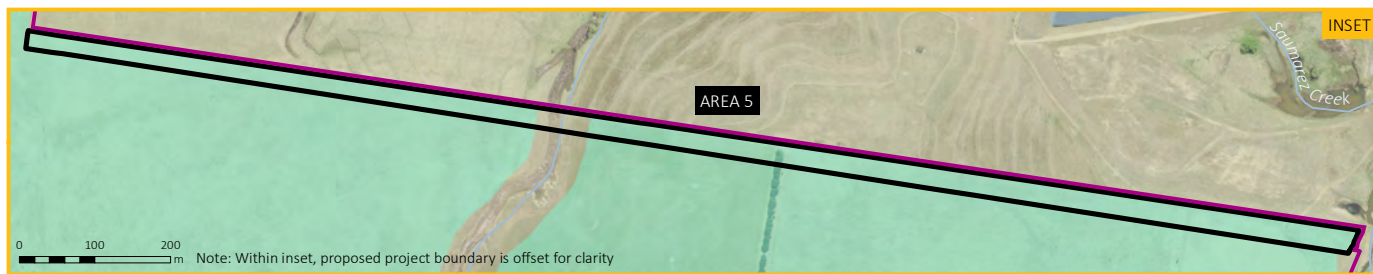 INSET
Saumarez Creek
AREA 5
0 100 200
m
Note: Within inset, proposed project boundary is offset for clarity